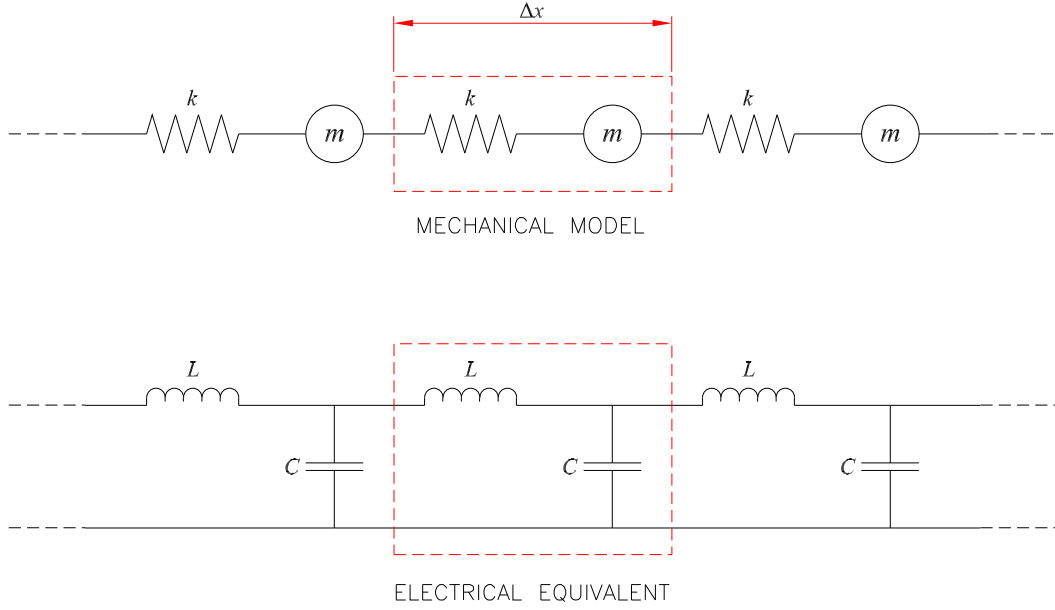 Δx
k k k
m m m
MECHANICAL MODEL
L L L
C C C
ELECTRICAL EQUIVALENT